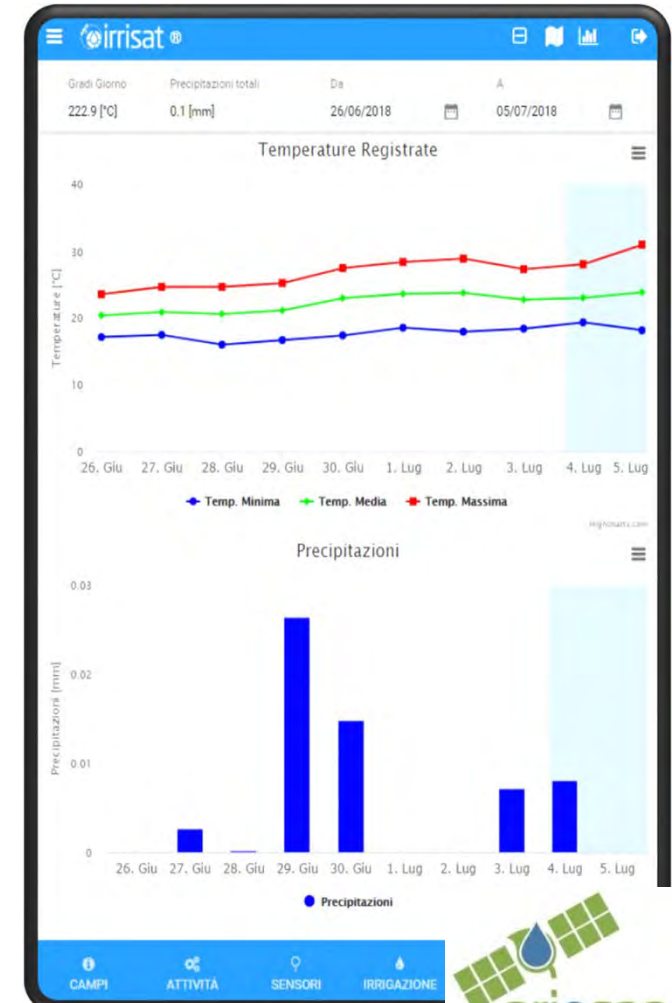 irrisat ®
Gradi Giorno Precipitazioni totali Da A
222.9 [°C] 0.1 [mm] 26/06/2018 05/07/2018
Temperature Registrate
40
30
20
10
0
Temperature [°C]
26. Giu 27. Giu 28. Giu 29. Giu 30. Giu 1. Lug 2. Lug 3. Lug 4. Lug 5. Lug
Temp. Minima Temp. Media Temp. Massima
Highcharts.com
Precipitazioni
0.03
0.02
0.01
0
Precipitazioni [mm]
26. Giu 27. Giu 28. Giu 29. Giu 30. Giu 1. Lug 2. Lug 3. Lug 4. Lug 5. Lug
Precipitazioni
CAMPI ATTIVITÀ SENSORI IRRIGAZIONE